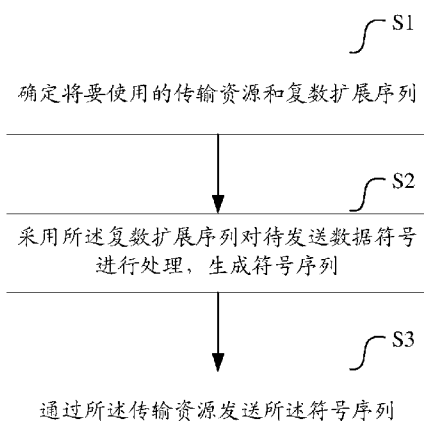 S1
确定将要使用的传输资源和复数扩展序列
S2
采用所述复数扩展序列对待发送数据符号
进行处理，生成符号序列
S3
通过所述传输资源发送所述符号序列